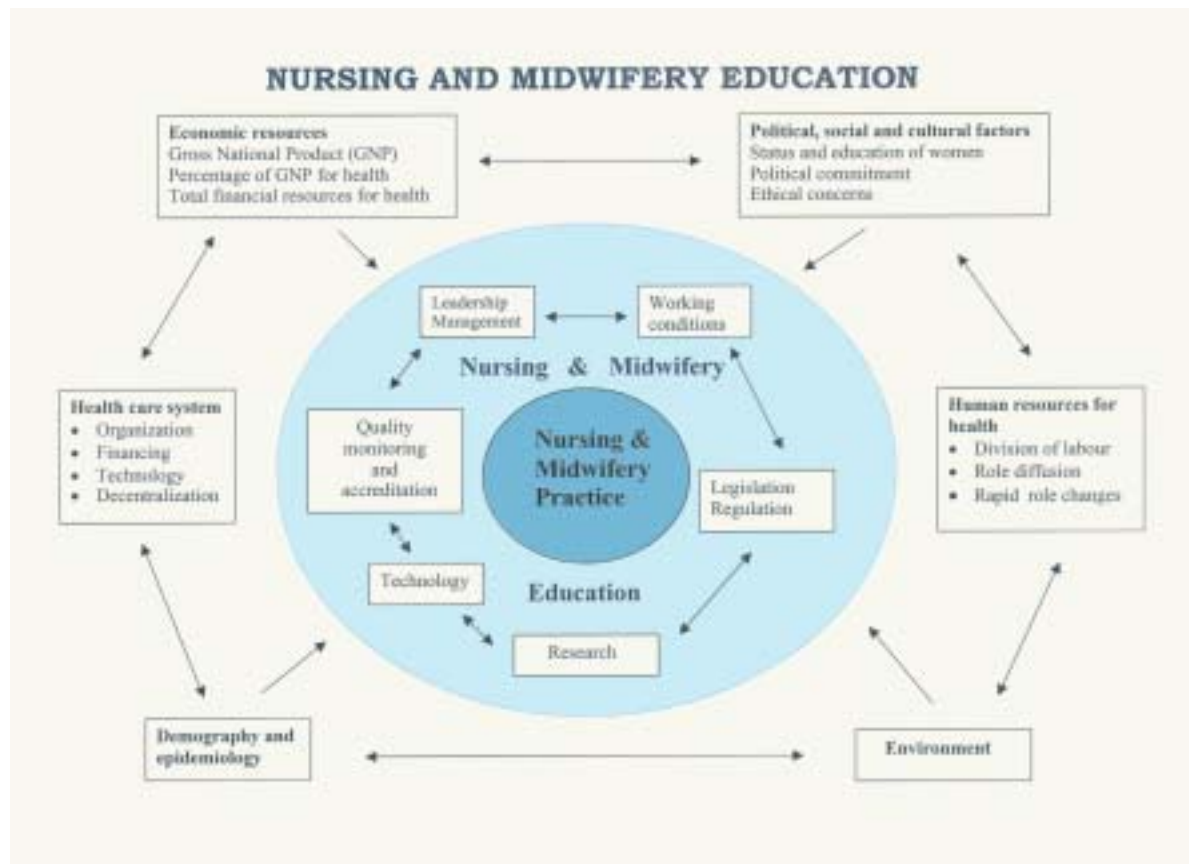 NURSING AND MIDWIFERY EDUCATION
Economic resources
Gross National Product (GNP)
Percentage of GNP for health
Total financial resources for health
Political, social and cultural factors
Status and education of women
Political commitment
Ethical concerns
Leadership
Management
Working
conditions
Nursing & Midwifery
Health care system
• Organization
• Financing
• Technology
• Decentralization
Quality
monitoring
and
accreditation
Nursing &
Midwifery
Practice
Legislation
Regulation
Human resources for
health
• Division of labour
• Role diffusion
• Rapid role changes
Technology
Education
Research
Demography and
epidemiology
Environment